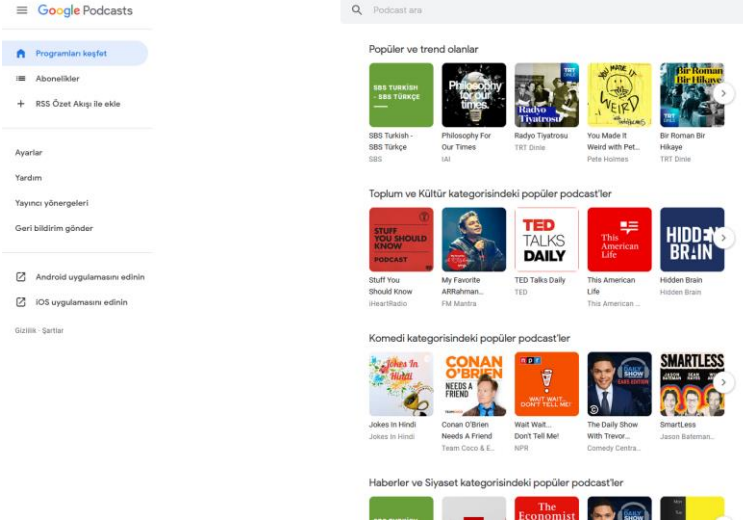 Google Podcasts
Podcast ara
Programları keşfet
Abonelikler
RSS Özet Akışı ile ekle
Ayarlar
Yardım
Yayıncı yönergeleri
Geri bildirim gönder
Android uygulamasını edinin
iOS uygulamasını edinin
Gizlilik · Şartlar
Popüler ve trend olanlar
SBS TURKISH
- SBS TÜRKÇE
Philosophy
for our
times.
TRT
Radyo
Tiyatrosu
YOU MADE IT
WEIRD
Bir Roman
Bir Hikaye
SBS Turkish -
SBS Türkçe
SBS
Philosophy For
Our Times
IAI
Radyo Tiyatrosu
TRT Dinle
You Made It
Weird with Pet...
Pete Holmes
Bir Roman Bir
Hikaye
TRT Dinle
Toplum ve Kültür kategorisindeki popüler podcast'ler
STUFF
YOU SHOULD
KNOW
PODCAST
TED
TALKS
DAILY
This
American
Life
HIDDEN
BRAIN
Stuff You
Should Know
iHeartRadio
My Favorite
ARRahman...
FM Mantra
TED Talks Daily
TED
This American
Life
This American ...
Hidden Brain
Hidden Brain
Komedi kategorisindeki popüler podcast'ler
Jokes In
Hindi
CONAN
O'BRIEN
NEEDS A
FRIEND
npr
WAIT WAIT...
DON'T TELL ME!
DAILY
SHOW
EARS EDITION
SMARTLESS
Jokes In Hindi
Jokes In Hindi
Conan O'Brien
Needs A Friend
Team Coco & E...
Wait Wait...
Don't Tell Me!
NPR
The Daily Show
With Trevor...
Comedy Centra...
SmartLess
Jason Bateman...
Haberler ve Siyaset kategorisindeki popüler podcast'ler
The
Economist
DAILY
SHOW